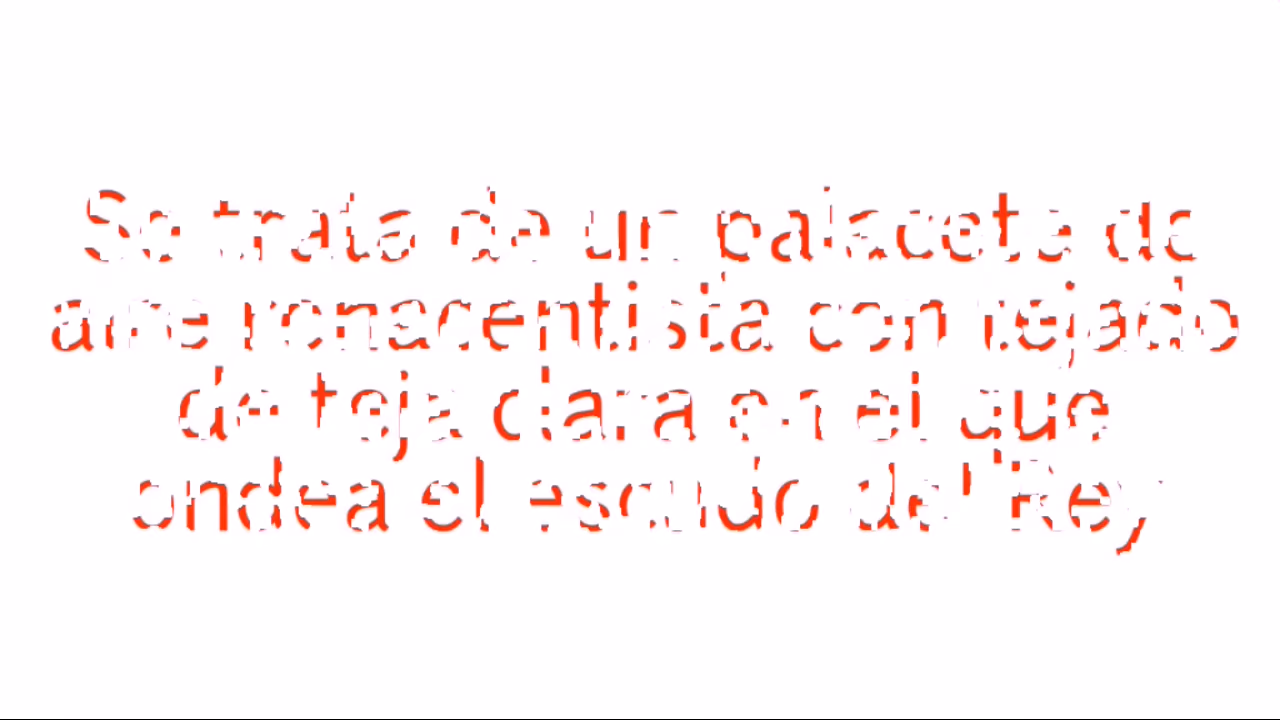 Se trata de un palacete de
aire renacentista con tejado
de teja clara en el que
ondea el escudo del Rey